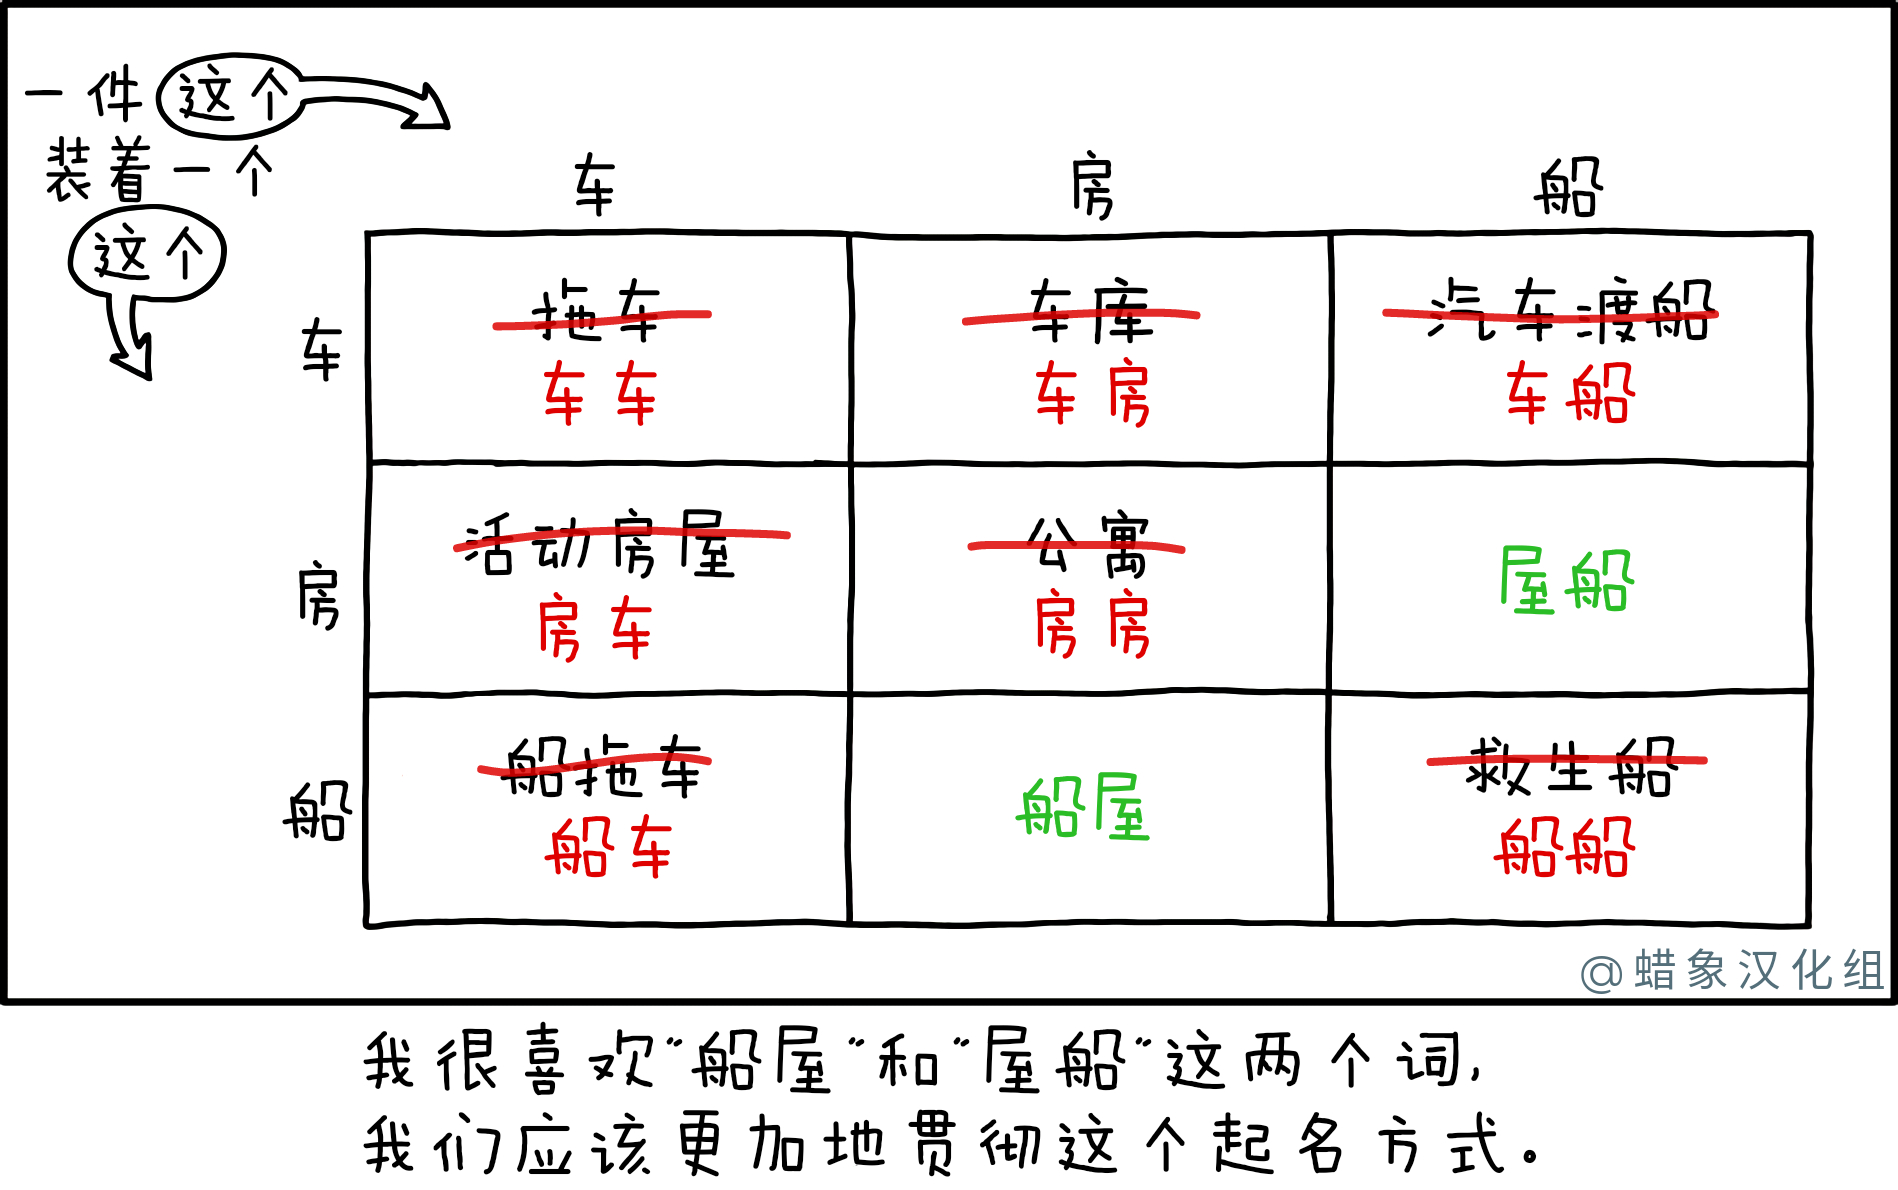 一件这个
装着一个
这个
车 房 船
车
拖车
车车
车库
车房
汽车渡船
车船
房
活动房屋
房车
公寓
房房
屋船
船
船拖车
船车
船屋
救生船
船船
@蜡象汉化组
我很喜欢"船屋"和"屋船"这两个词,
我们应该更加地贯彻这个起名方式。